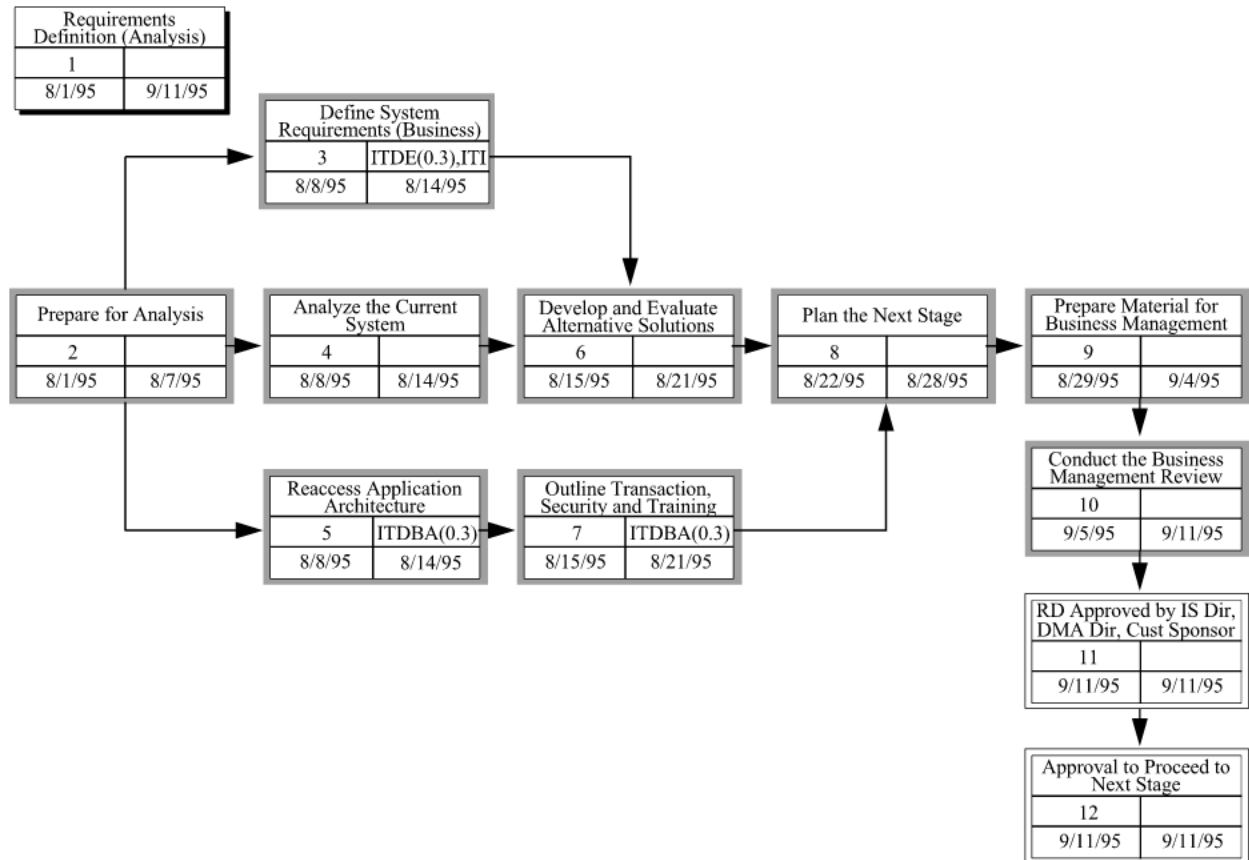 Requirements
Definition (Analysis)
1
8/1/95 9/11/95
Define System
Requirements (Business)
3 ITDE(0.3),ITI
8/8/95 8/14/95
Prepare for Analysis
2
8/1/95 8/7/95
Analyze the Current
System
4
8/8/95 8/14/95
Develop and Evaluate
Alternative Solutions
6
8/15/95 8/21/95
Plan the Next Stage
8
8/22/95 8/28/95
Prepare Material for
Business Management
9
8/29/95 9/4/95
Reaccess Application
Architecture
5 ITDBA(0.3)
8/8/95 8/14/95
Outline Transaction,
Security and Training
7 ITDBA(0.3)
8/15/95 8/21/95
Conduct the Business
Management Review
10
9/5/95 9/11/95
RD Approved by IS Dir,
DMA Dir, Cust Sponsor
11
9/11/95 9/11/95
Approval to Proceed to
Next Stage
12
9/11/95 9/11/95